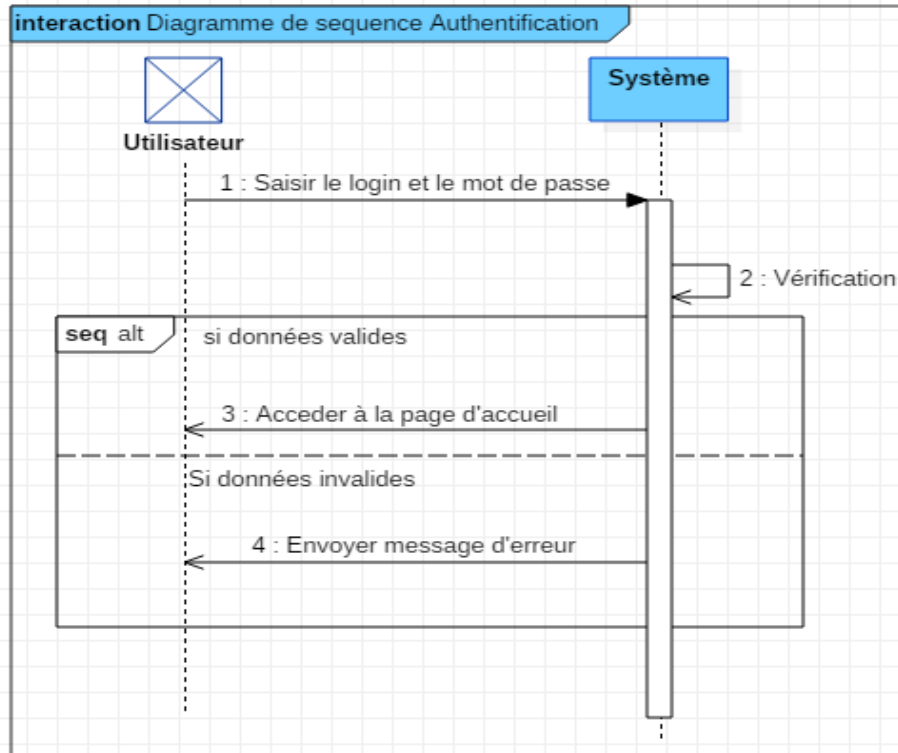 interaction Diagramme de sequence Authentification
Système
Utilisateur
1 : Saisir le login et le mot de passe
2 : Vérification
seq alt
si données valides
3 : Acceder à la page d'accueil
Si données invalides
4 : Envoyer message d'erreur